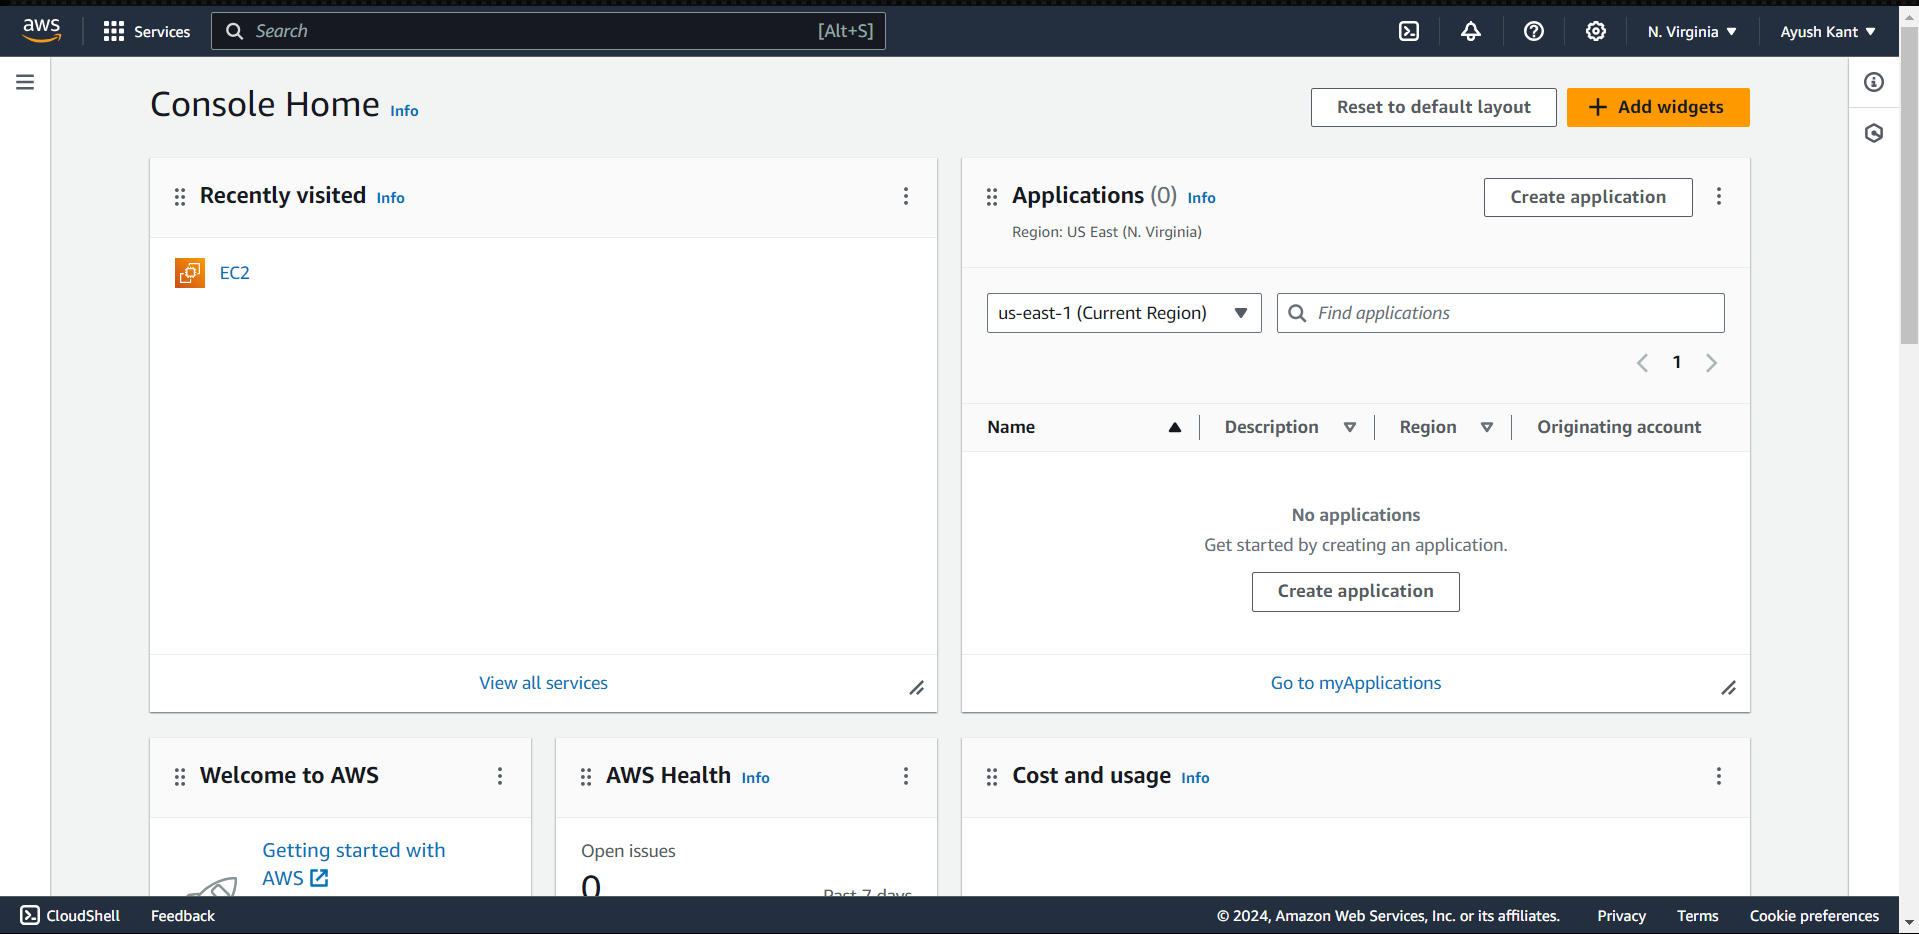 aws
Services
Search [Alt+S]
N. Virginia
Ayush Kant
Console Home Info
Reset to default layout
Add widgets
Recently visited Info
EC2
View all services
Applications (0) Info
Region: US East (N. Virginia)
Create application
us-east-1 (Current Region)
Find applications
1
Name Description Region Originating account
No applications
Get started by creating an application.
Create application
Go to myApplications
Welcome to AWS
Getting started with
AWS
AWS Health Info
Open issues
0
Past 7 days
Cost and usage Info
CloudShell
Feedback
© 2024, Amazon Web Services, Inc. or its affiliates.
Privacy
Terms
Cookie preferences